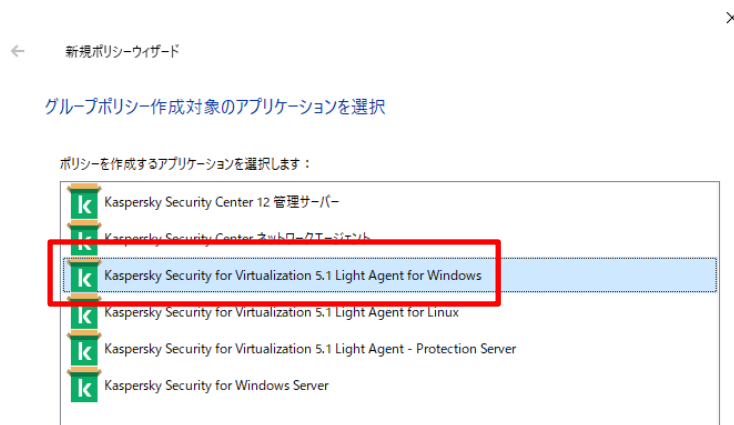 新規ポリシーウィザード
グループポリシー作成対象のアプリケーションを選択
ポリシーを作成するアプリケーションを選択します：
Kaspersky Security Center 12 管理サーバー
Kaspersky Security Center ネットワークエージェント
Kaspersky Security for Virtualization 5.1 Light Agent for Windows
Kaspersky Security for Virtualization 5.1 Light Agent for Linux
Kaspersky Security for Virtualization 5.1 Light Agent - Protection Server
Kaspersky Security for Windows Server